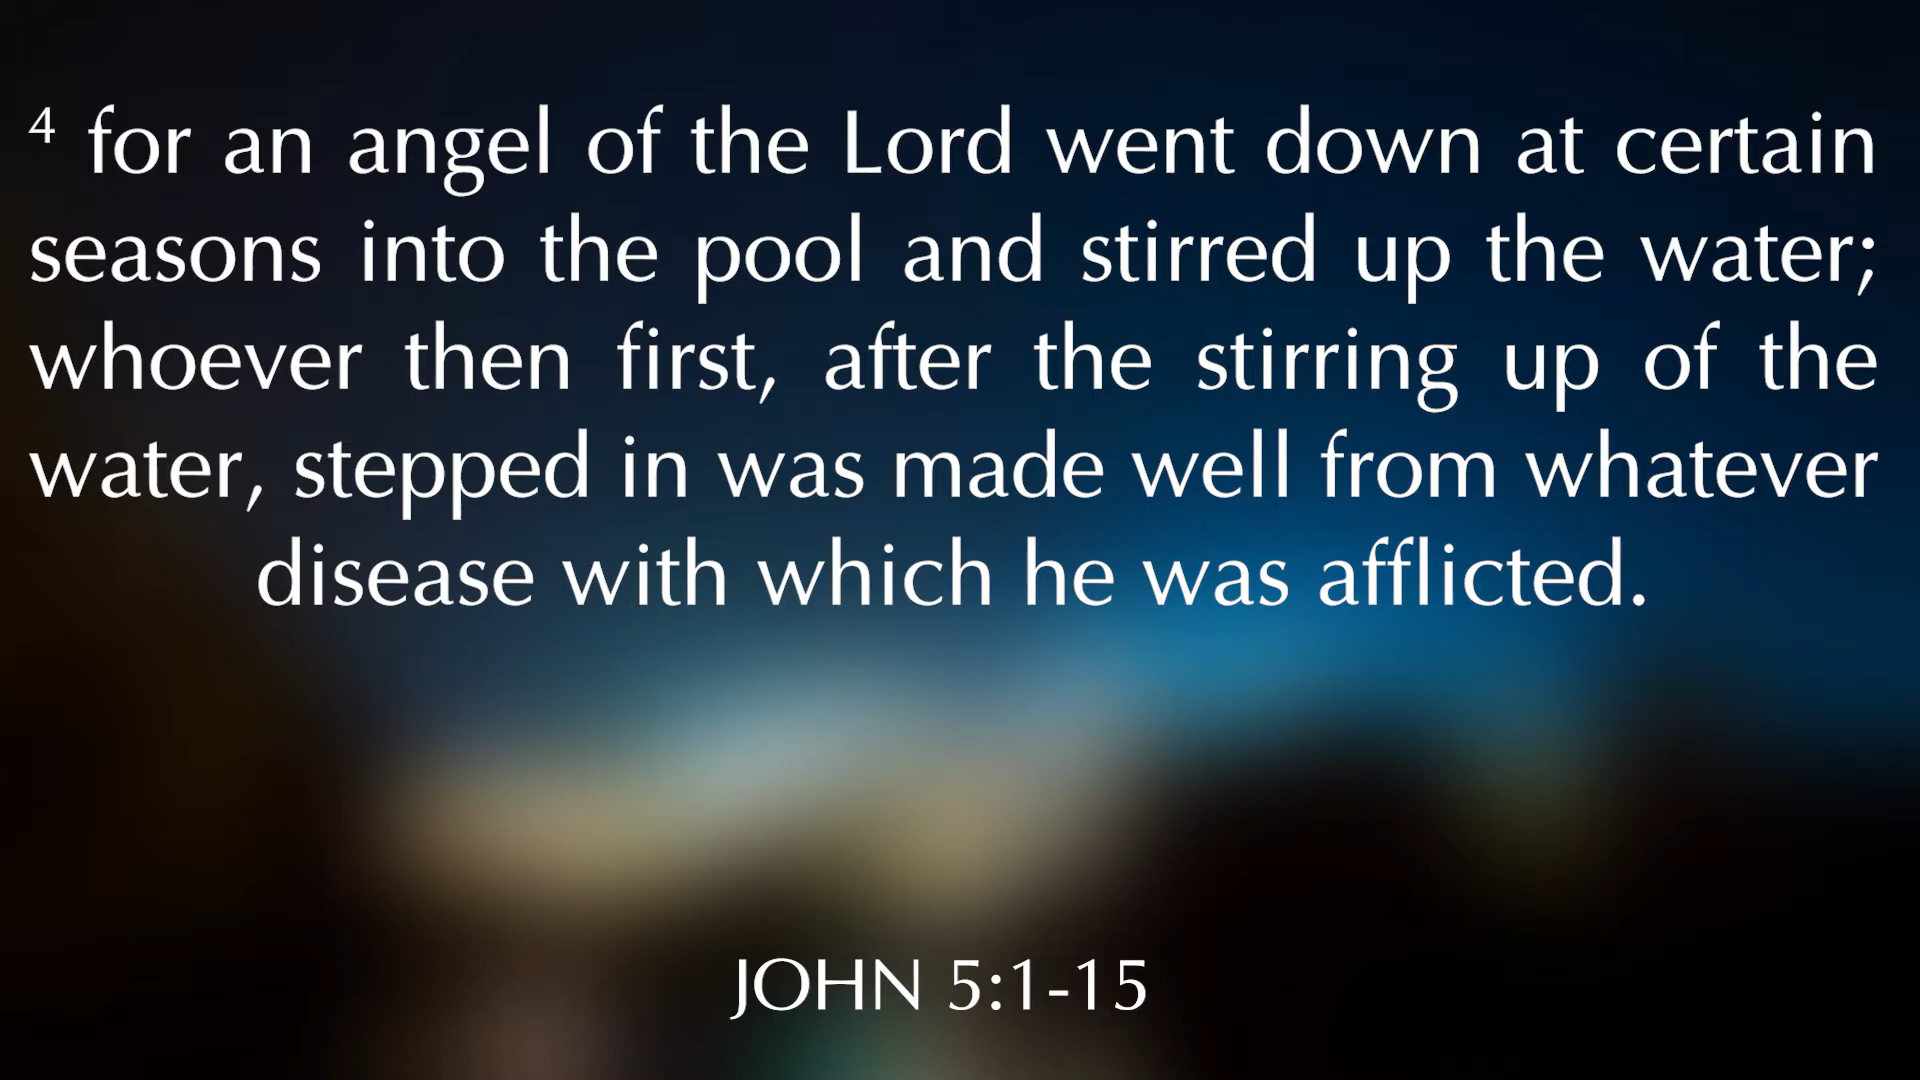 4 for an angel of the Lord went down at certain
seasons into the pool and stirred up the water;
whoever then first, after the stirring up of the
water, stepped in was made well from whatever
disease with which he was afflicted.
JOHN 5:1-15